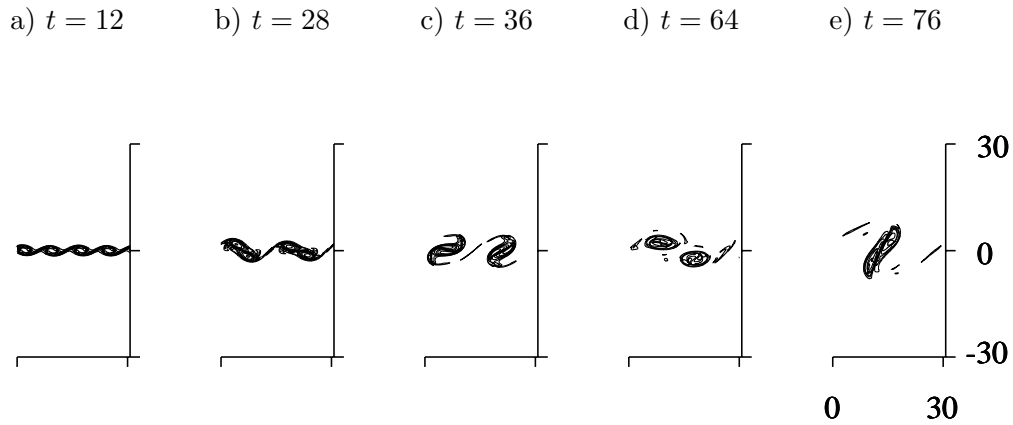 a) t = 12 b) t = 28 c) t = 36 d) t = 64 e) t = 76
30
0
-30
0 30